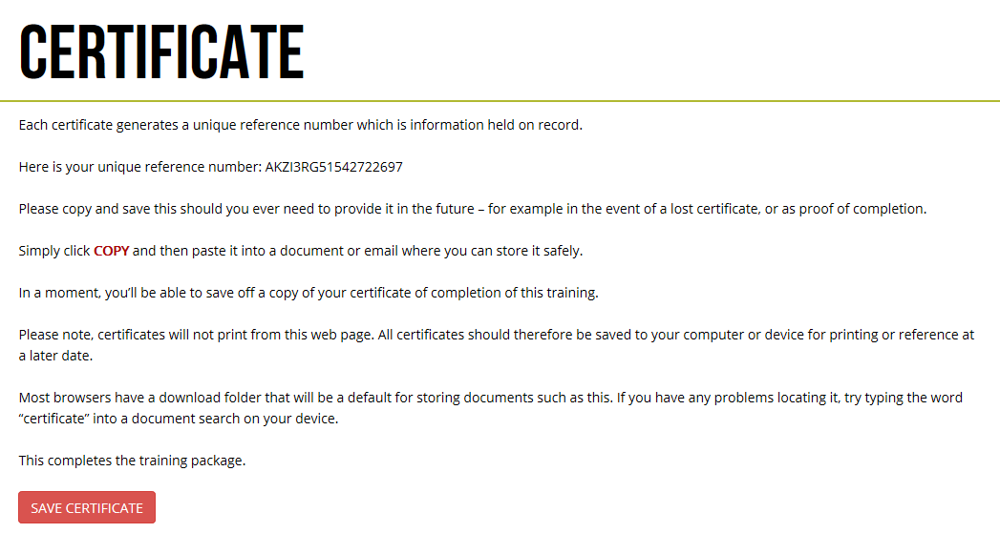 CERTIFICATE
Each certificate generates a unique reference number which is information held on record.
Here is your unique reference number: AKZI3RG51542722697
Please copy and save this should you ever need to provide it in the future – for example in the event of a lost certificate, or as proof of completion.
Simply click COPY and then paste it into a document or email where you can store it safely.
In a moment, you’ll be able to save off a copy of your certificate of completion of this training.
Please note, certificates will not print from this web page. All certificates should therefore be saved to your computer or device for printing or reference at
a later date.
Most browsers have a download folder that will be a default for storing documents such as this. If you have any problems locating it, try typing the word
“certificate” into a document search on your device.
This completes the training package.
SAVE CERTIFICATE